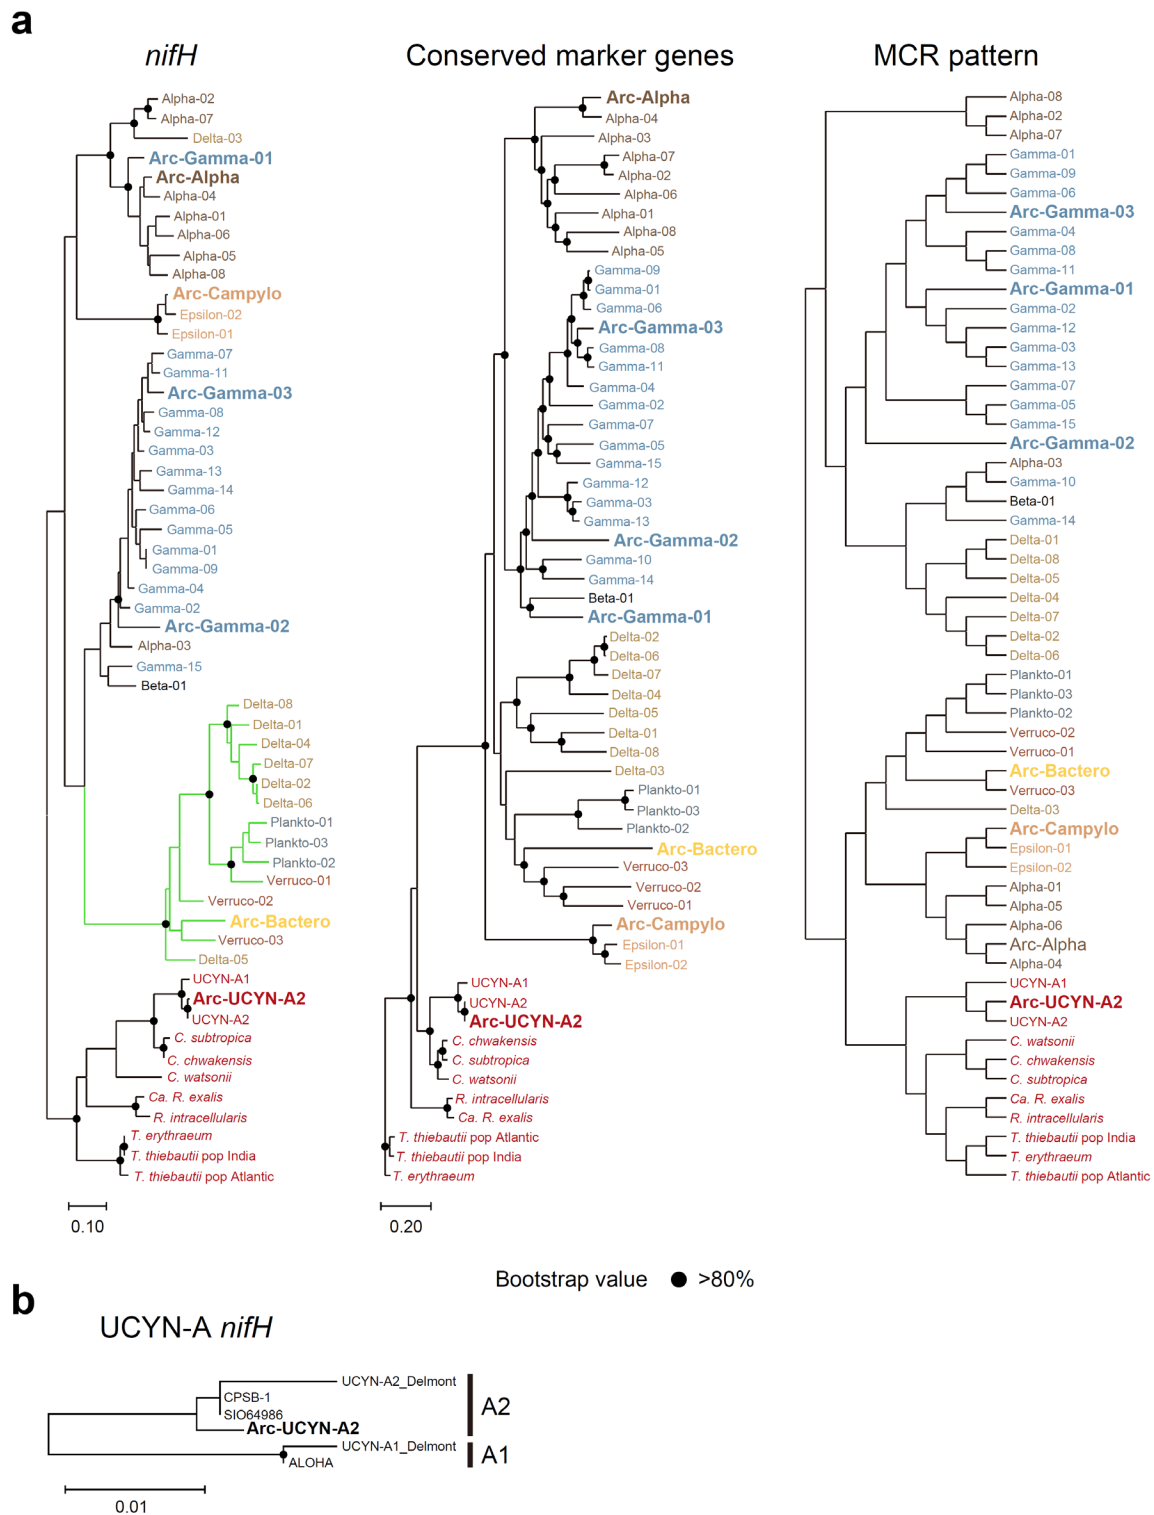 a
nifH
Alpha-02
Alpha-07
Delta-03
Arc-Gamma-01
Arc-Alpha
Alpha-04
Alpha-01
Alpha-06
Alpha-05
Alpha-08
Arc-Campylo
Epsilon-02
Epsilon-01
Gamma-07
Gamma-11
Arc-Gamma-03
Gamma-08
Gamma-12
Gamma-03
Gamma-13
Gamma-14
Gamma-06
Gamma-05
Gamma-01
Gamma-09
Gamma-04
Gamma-02
Arc-Gamma-02
Alpha-03
Gamma-15
Beta-01
Delta-08
Delta-01
Delta-04
Delta-07
Delta-02
Delta-06
Plankto-01
Plankto-03
Plankto-02
Verruco-01
Verruco-02
Arc-Bactero
Verruco-03
Delta-05
UCYN-A1
Arc-UCYN-A2
UCYN-A2
C. subtropica
C. chwakensis
C. watsonii
Ca. R. exalis
R. intracellularis
T. erythraeum
T. thiebautii pop India
T. thiebautii pop Atlantic
0.10
Conserved marker genes
Arc-Alpha
Alpha-04
Alpha-03
Alpha-07
Alpha-02
Alpha-06
Alpha-01
Alpha-08
Alpha-05
Gamma-09
Gamma-01
Gamma-06
Arc-Gamma-03
Gamma-08
Gamma-11
Gamma-04
Gamma-02
Gamma-07
Gamma-05
Gamma-15
Gamma-12
Gamma-03
Gamma-13
Arc-Gamma-02
Gamma-10
Gamma-14
Beta-01
Arc-Gamma-01
Delta-02
Delta-06
Delta-07
Delta-04
Delta-05
Delta-01
Delta-08
Delta-03
Plankto-01
Plankto-03
Plankto-02
Arc-Bactero
Verruco-03
Verruco-02
Verruco-01
Arc-Campylo
Epsilon-01
Epsilon-02
UCYN-A1
UCYN-A2
Arc-UCYN-A2
C. chwakensis
C. subtropica
C. watsonii
R. intracellularis
Ca. R. exalis
T. thiebautii pop Atlantic
T. thiebautii pop India
T. erythraeum
0.20
MCR pattern
Alpha-08
Alpha-02
Alpha-07
Gamma-01
Gamma-09
Gamma-06
Arc-Gamma-03
Gamma-04
Gamma-08
Gamma-11
Arc-Gamma-01
Gamma-02
Gamma-12
Gamma-03
Gamma-13
Gamma-07
Gamma-05
Gamma-15
Arc-Gamma-02
Alpha-03
Gamma-10
Beta-01
Gamma-14
Delta-01
Delta-08
Delta-05
Delta-04
Delta-07
Delta-02
Delta-06
Plankto-01
Plankto-03
Plankto-02
Verruco-02
Verruco-01
Arc-Bactero
Verruco-03
Delta-03
Arc-Campylo
Epsilon-01
Epsilon-02
Alpha-01
Alpha-05
Alpha-06
Arc-Alpha
Alpha-04
UCYN-A1
Arc-UCYN-A2
UCYN-A2
C. watsonii
C. chwakensis
C. subtropica
Ca. R. exalis
R. intracellularis
T. thiebautii pop India
T. erythraeum
T. thiebautii pop Atlantic
Bootstrap value >80%
b
UCYN-A nifH
UCYN-A2_Delmont
CPSB-1
SIO64986
Arc-UCYN-A2
A2
UCYN-A1_Delmont
ALOHA
A1
0.01